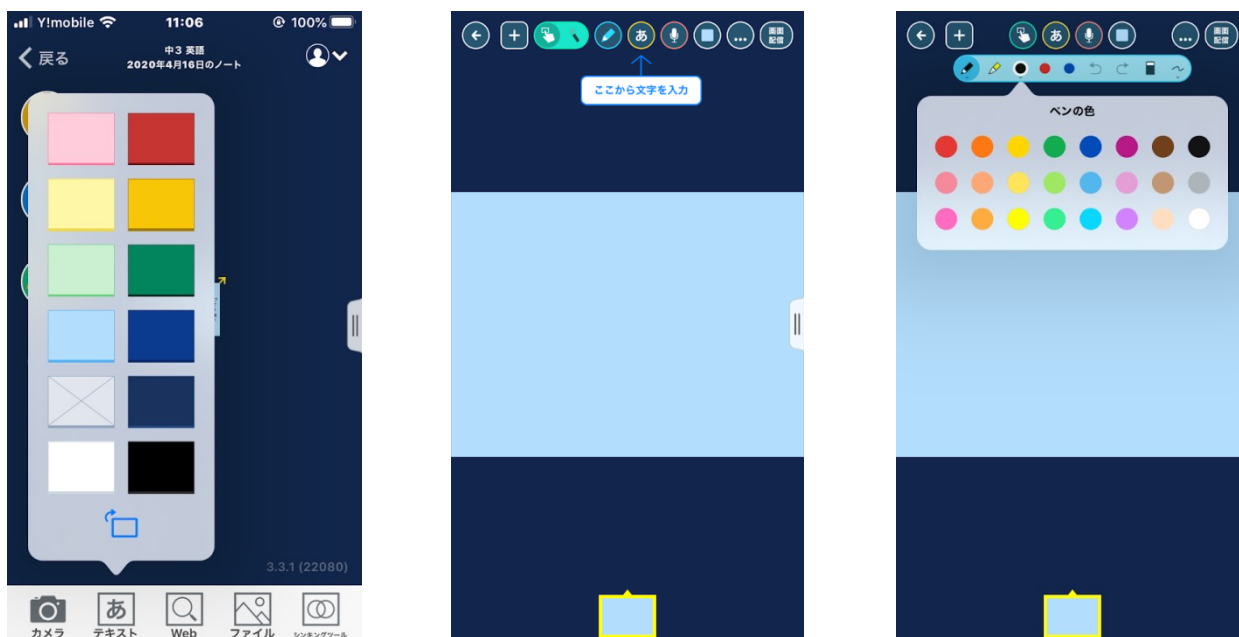 Y!mobile 11:06 100%
戻る
中3 英語
2020年4月16日のノート
3.3.1 (22080)
カメラ
あ
テキスト
Web
ファイル
シンキングツール
あ
画面
配信
ここから文字を入力
あ
画面
配信
ペンの色